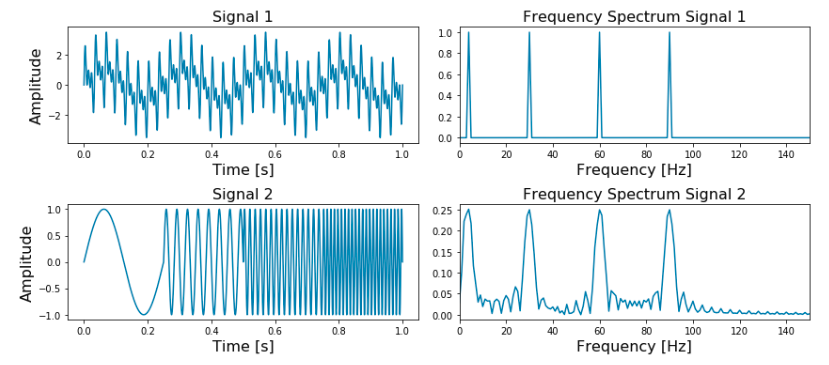 Signal 1
Amplitude
2
0
−2
0.0 0.2 0.4 0.6 0.8 1.0
Time [s]
Frequency Spectrum Signal 1
1.0
0.8
0.6
0.4
0.2
0.0
0 20 40 60 80 100 120 140
Frequency [Hz]
Signal 2
Amplitude
1.0
0.5
0.0
−0.5
−1.0
0.0 0.2 0.4 0.6 0.8 1.0
Time [s]
Frequency Spectrum Signal 2
0.25
0.20
0.15
0.10
0.05
0.00
0 20 40 60 80 100 120 140
Frequency [Hz]